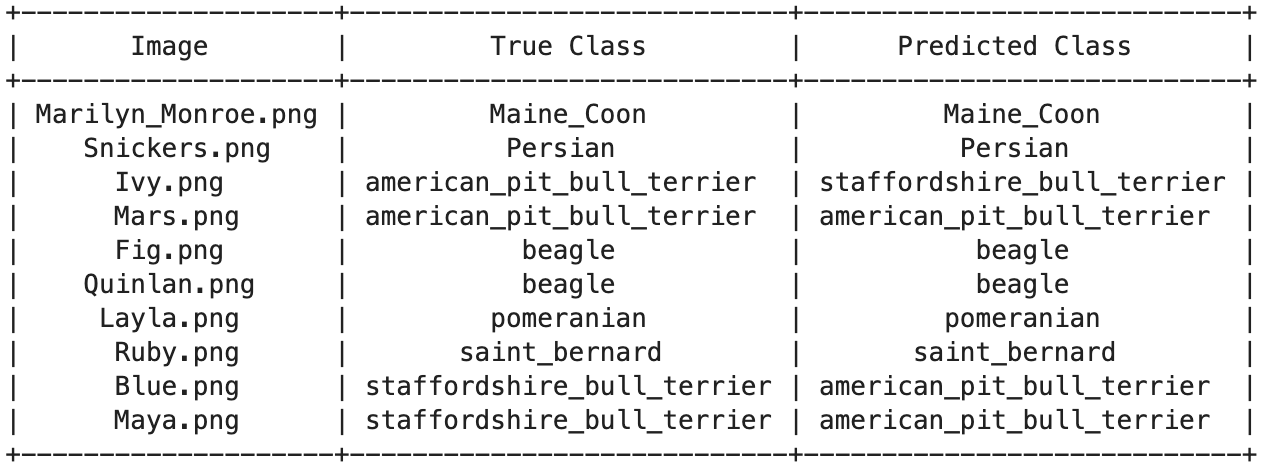 +--------------------+----------------------------+----------------------------+
|       Image        |         True Class         |      Predicted Class       |
+--------------------+----------------------------+----------------------------+
| Marilyn_Monroe.png |         Maine_Coon         |         Maine_Coon         |
|    Snickers.png    |          Persian           |          Persian           |
|      Ivy.png       | american_pit_bull_terrier  | staffordshire_bull_terrier |
|      Mars.png      | american_pit_bull_terrier  | american_pit_bull_terrier  |
|      Fig.png       |           beagle           |           beagle           |
|    Quinlan.png     |           beagle           |           beagle           |
|     Layla.png      |         pomeranian         |         pomeranian         |
|      Ruby.png      |       saint_bernard        |       saint_bernard        |
|      Blue.png      | staffordshire_bull_terrier | american_pit_bull_terrier  |
|      Maya.png      | staffordshire_bull_terrier | american_pit_bull_terrier  |
+--------------------+----------------------------+----------------------------+